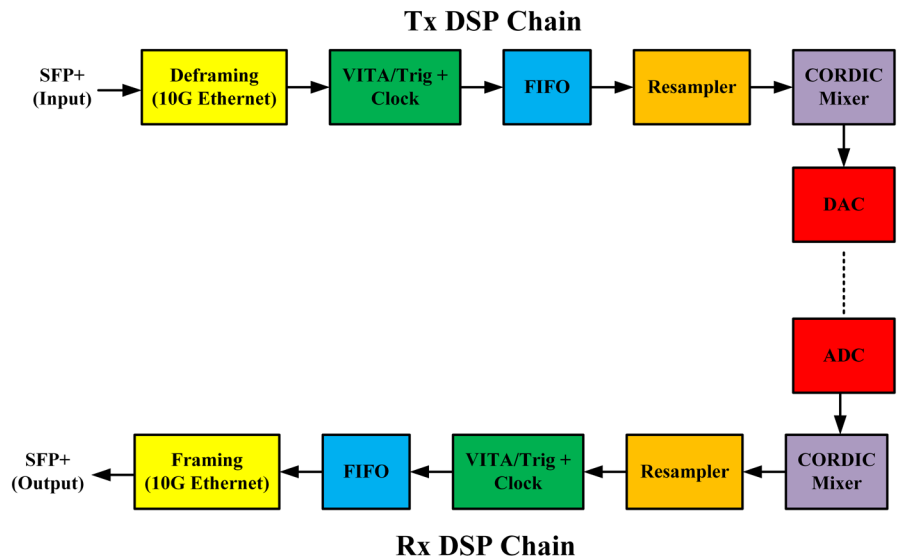 Tx DSP Chain
SFP+
(Input)
Deframing
(10G Ethernet)
VITA/Trig +
Clock
FIFO
Resampler
CORDIC
Mixer
DAC
ADC
SFP+
(Output)
Framing
(10G Ethernet)
FIFO
VITA/Trig +
Clock
Resampler
CORDIC
Mixer
Rx DSP Chain